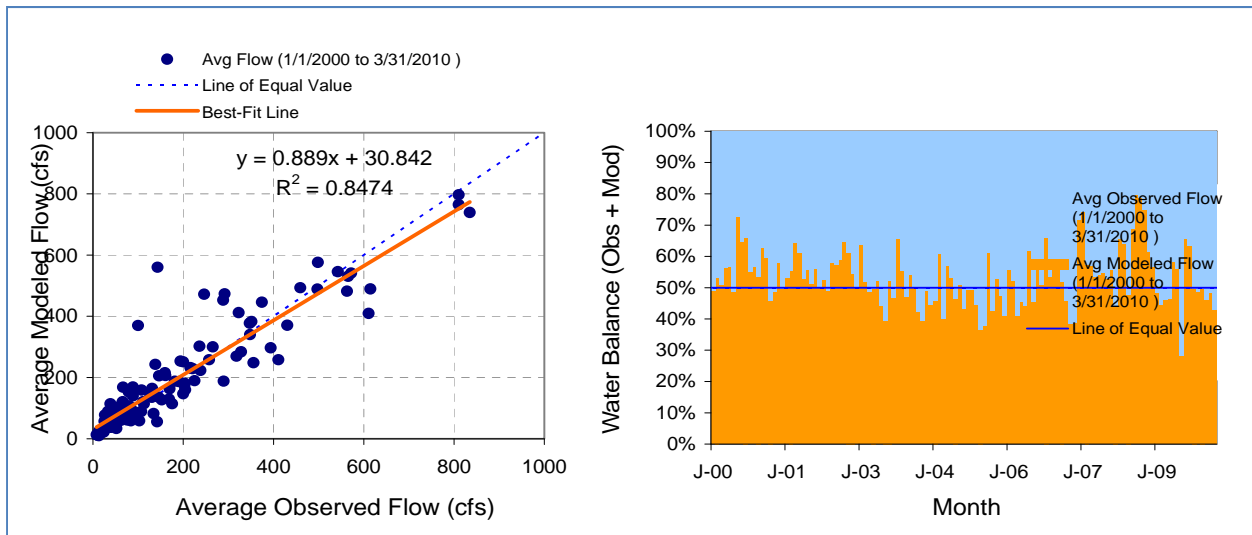 Avg Flow (1/1/2000 to 3/31/2010 )
Line of Equal Value
Best-Fit Line
1000
800
600
400
200
0
Average Modeled Flow (cfs)
y = 0.889x + 30.842
R² = 0.8474
0 200 400 600 800 1000
Average Observed Flow (cfs)
100%
90%
80%
70%
60%
50%
40%
30%
20%
10%
0%
Water Balance (Obs + Mod)
Avg Observed Flow
(1/1/2000 to
3/31/2010 )
Avg Modeled Flow
(1/1/2000 to
3/31/2010 )
Line of Equal Value
J-00 J-01 J-03 J-04 J-06 J-07 J-09
Month